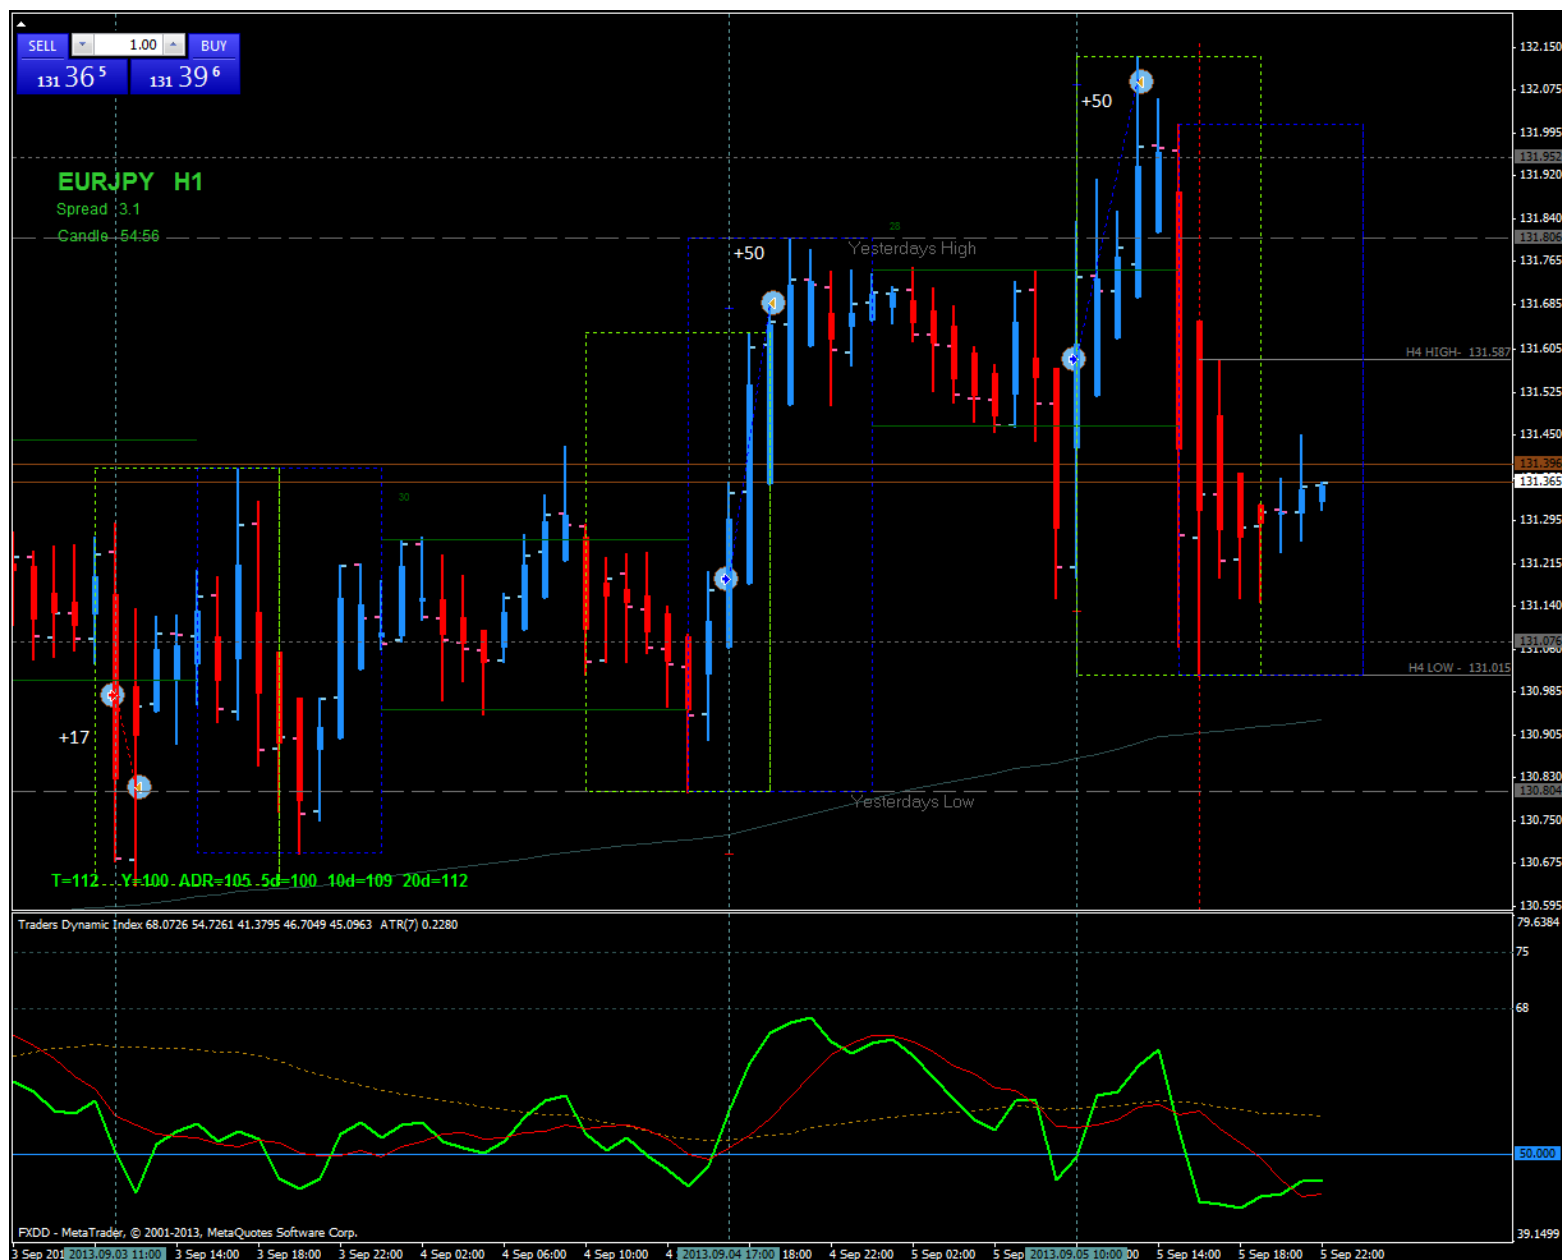 SELL 1.00 BUY
131 36 5 131 39 6
EURJPY H1
Spread 3.1
Candle 54:56
+17
+50
+50
30
28
Yesterdays High
Yesterdays Low
H4 HIGH- 131.587
H4 LOW - 131.015
T=112 Y=100 ADR=105 5d=100 10d=109 20d=112
132.150
132.075
131.995
131.952
131.920
131.840
131.806
131.765
131.685
131.605
131.525
131.450
131.396
131.365
131.295
131.215
131.140
131.076
131.060
130.985
130.905
130.830
130.804
130.750
130.675
130.595
Traders Dynamic Index 68.0726 54.7261 41.3795 46.7049 45.0963 ATR(7) 0.2280
79.6384
75
68
50.000
39.1499
FXDD - MetaTrader, © 2001-2013, MetaQuotes Software Corp.
3 Sep 201 2013.09.03 11:00 3 Sep 14:00 3 Sep 18:00 3 Sep 22:00 4 Sep 02:00 4 Sep 06:00 4 Sep 10:00 4 2013.09.04 17:00 18:00 4 Sep 22:00 5 Sep 02:00 5 Sep 2013.09.05 10:00 5 Sep 14:00 5 Sep 18:00 5 Sep 22:00